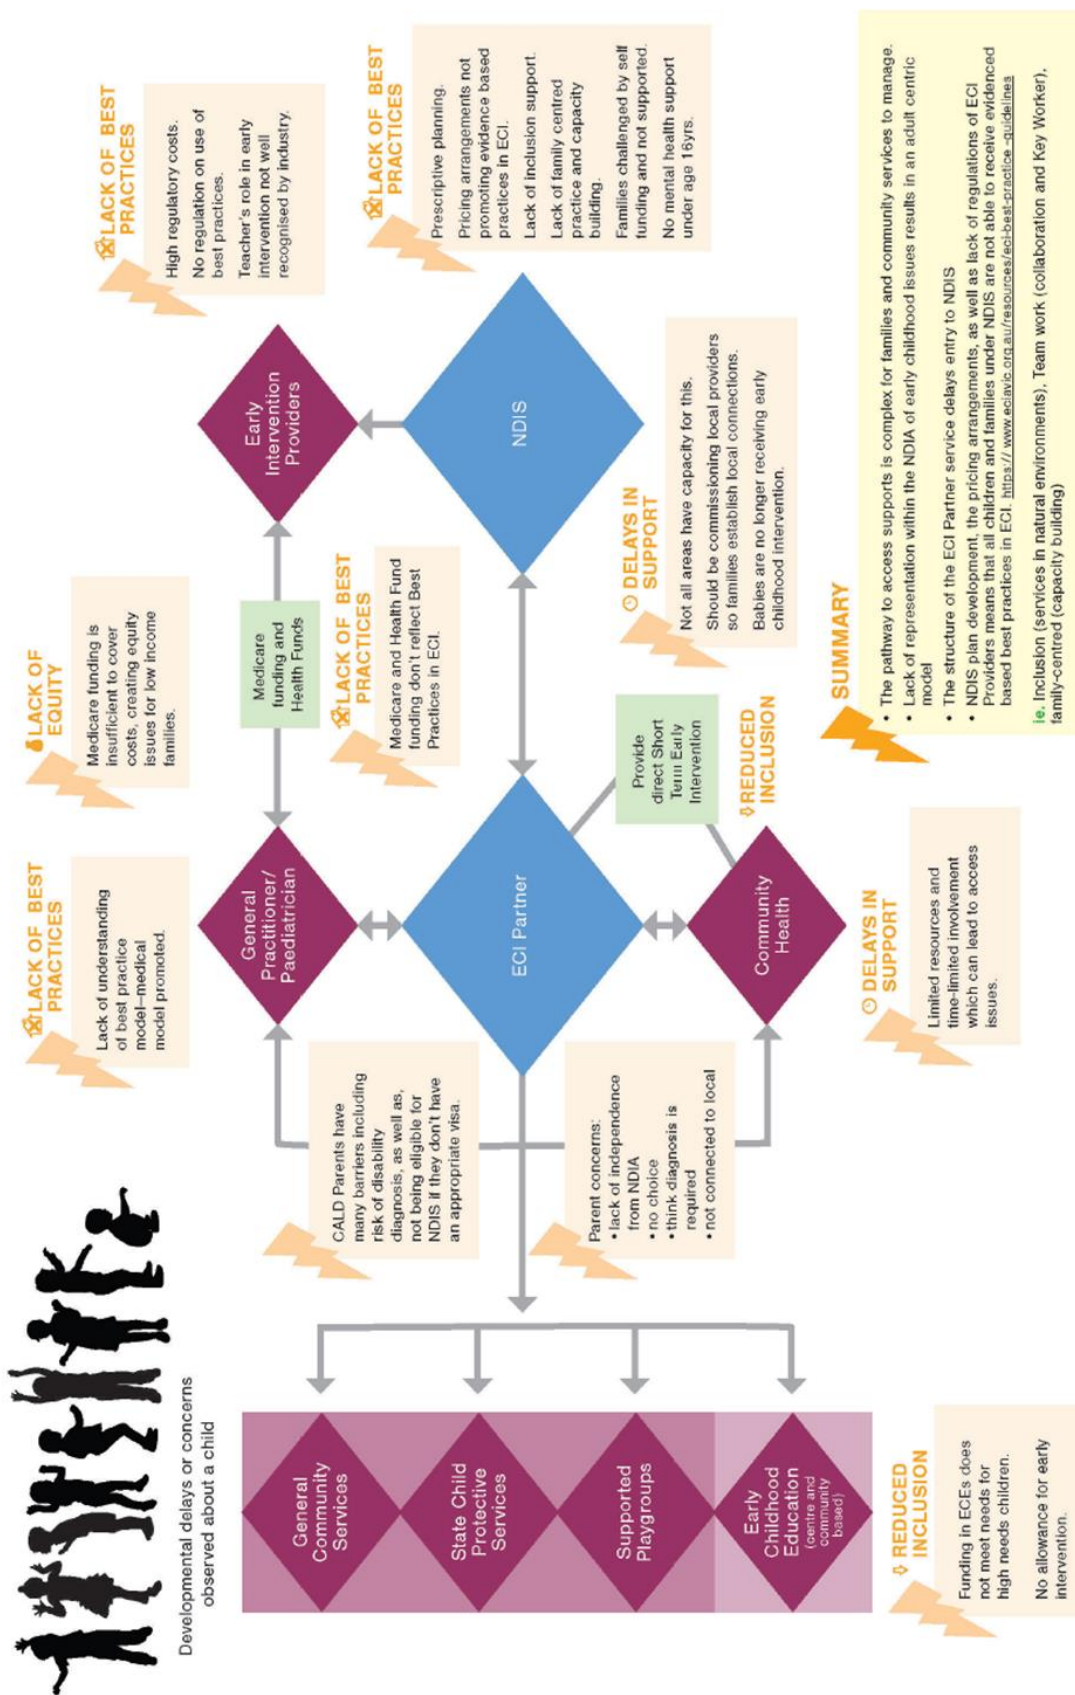 Developmental delays or concerns
observed about a child
General
Community
Services
State Child
Protective
Services
Supported
Playgroups
Early
Childhood
Education
(centre and
community
based)
REDUCED
INCLUSION
Funding in ECEs does
not meet needs for
high needs children.
No allowance for early
intervention.
CALD Parents have
many barriers including
risk of disability
diagnosis, as well as,
not being eligible for
NDIS if they don't have
an appropriate visa.
Parent concerns:
• lack of independence
from NDIA
• no choice
• think diagnosis is
required
• not connected to local
LACK OF BEST
PRACTICES
Lack of understanding
of best practice
model–medical
model promoted.
General
Practitioner/
Paediatrician
ECI Partner
Community
Health
DELAYS IN
SUPPORT
Limited resources and
time-limited involvement
which can lead to access
issues.
LACK OF
EQUITY
Medicare funding is
insufficient to cover
costs, creating equity
issues for low income
families.
Medicare
funding and
Health Funds
LACK OF BEST
PRACTICES
Medicare and Health Fund
funding don't reflect Best
Practices in ECI.
Provide
direct Short
Term Early
Intervention
REDUCED
INCLUSION
DELAYS IN
SUPPORT
Not all areas have capacity for this.
Should be commissioning local providers
so families establish local connections.
Babies are no longer receiving early
childhood intervention.
Early
Intervention
Providers
NDIS
LACK OF BEST
PRACTICES
High regulatory costs.
No regulation on use of
best practices.
Teacher's role in early
intervention not well
recognised by industry.
LACK OF BEST
PRACTICES
Prescriptive planning.
Pricing arrangements not
promoting evidence based
practices in ECI.
Lack of inclusion support.
Lack of family centred
practice and capacity
building.
Families challenged by self
funding and not supported.
No mental health support
under age 16yrs.
SUMMARY
• The pathway to access supports is complex for families and community services to manage.
• Lack of representation within the NDIA of early childhood issues results in an adult centric
model
• The structure of the ECI Partner service delays entry to NDIS
• NDIS plan development, the pricing arrangements, as well as lack of regulations of ECI
Providers means that all children and families under NDIS are not able to receive evidenced
based best practices in ECI. https:// www.eciavic.org.au/resources/eci-best-practice -guidelines
ie. Inclusion (services in natural environments), Team work (collaboration and Key Worker),
family-centred (capacity building)